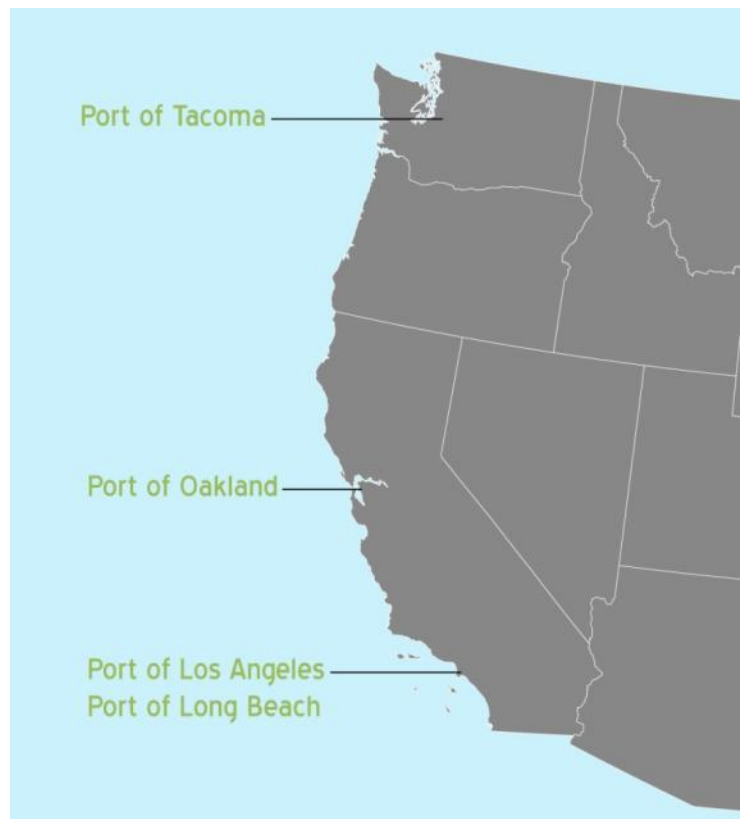 Port of Tacoma
Port of Oakland
Port of Los Angeles
Port of Long Beach